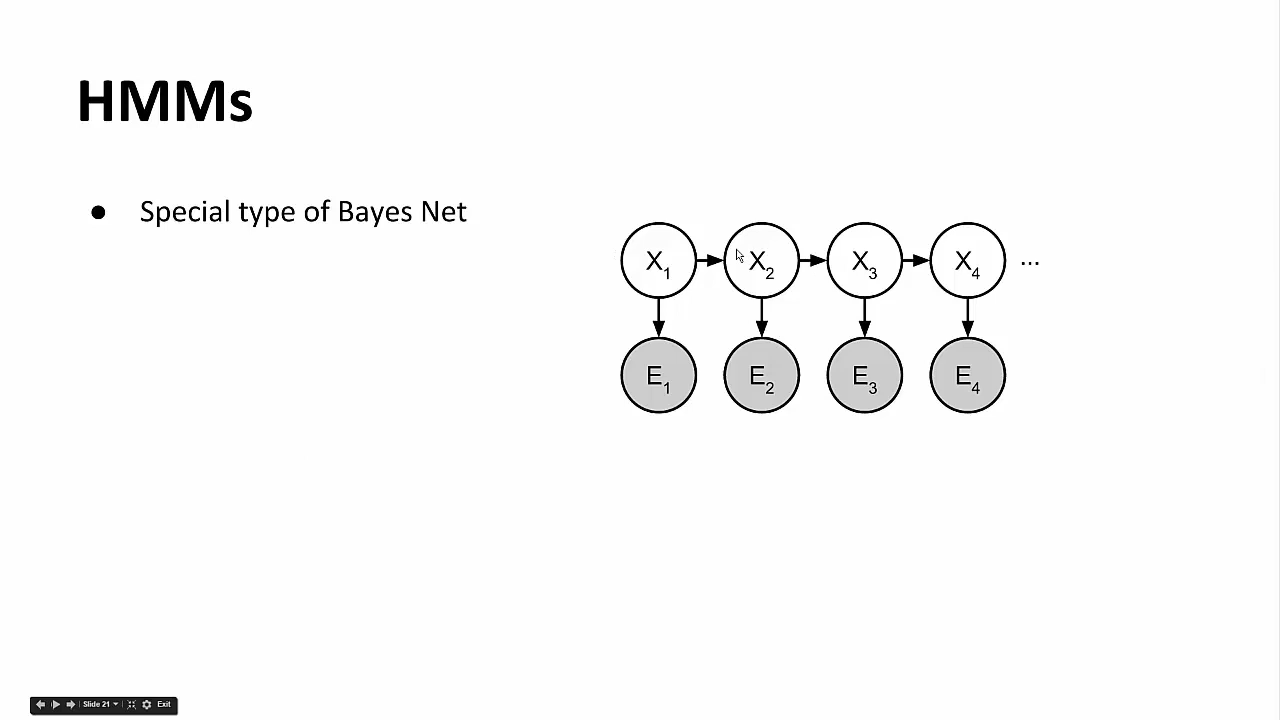 HMMs
● Special type of Bayes Net
X1 X2 X3 X4 ...
E1 E2 E3 E4
Slide 21 Exit